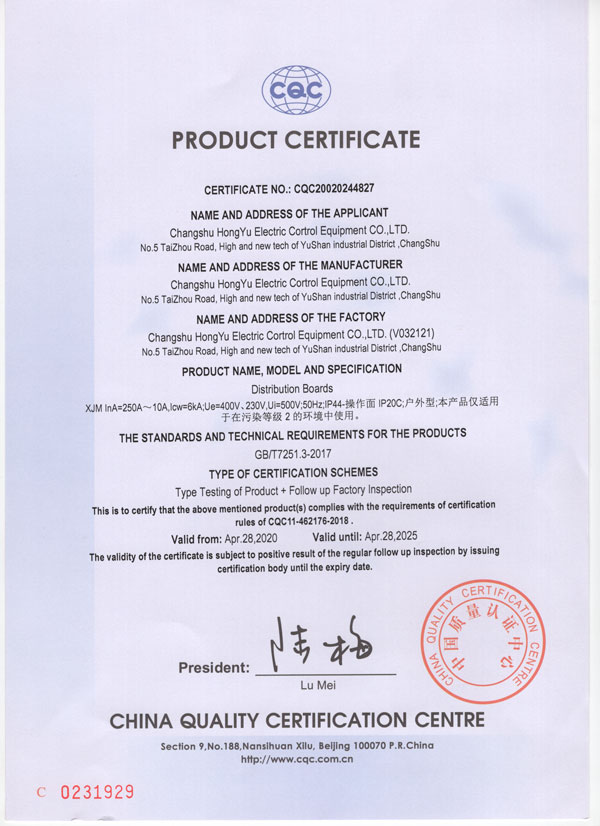 CQC
PRODUCT CERTIFICATE
CERTIFICATE NO.: CQC20020244827
NAME AND ADDRESS OF THE APPLICANT
Changshu HongYu Electric Cortrol Equipment CO.,LTD.
No.5 TaiZhou Road, High and new tech of YuShan industrial District ,ChangShu
NAME AND ADDRESS OF THE MANUFACTURER
Changshu HongYu Electric Cortrol Equipment CO.,LTD.
No.5 TaiZhou Road, High and new tech of YuShan industrial District ,ChangShu
NAME AND ADDRESS OF THE FACTORY
Changshu HongYu Electric Cortrol Equipment CO.,LTD. (V032121)
No.5 TaiZhou Road, High and new tech of YuShan industrial District ,ChangShu
PRODUCT NAME, MODEL AND SPECIFICATION
Distribution Boards
XJM InA=250A～10A,Icw=6kA;Ue=400V、230V,Ui=500V;50Hz;IP44-操作面 IP20C;户外型;本产品仅适用
于在污染等级 2 的环境中使用。
THE STANDARDS AND TECHNICAL REQUIREMENTS FOR THE PRODUCTS
GB/T7251.3-2017
TYPE OF CERTIFICATION SCHEMES
Type Testing of Product + Follow up Factory Inspection
This is to certify that the above mentioned product(s) complies with the requirements of certification
rules of CQC11-462176-2018 .
Valid from: Apr.28,2020 Valid until: Apr.28,2025
The validity of the certificate is subject to positive result of the regular follow up inspection by issuing
certification body until the expiry date.
CHINA QUALITY CERTIFICATION CENTRE
中国质量认证中心
陆梅
President:
Lu Mei
CHINA QUALITY CERTIFICATION CENTRE
Section 9,No.188,Nansihuan Xilu, Beijing 100070 P.R.China
http://www.cqc.com.cn
C 0231929